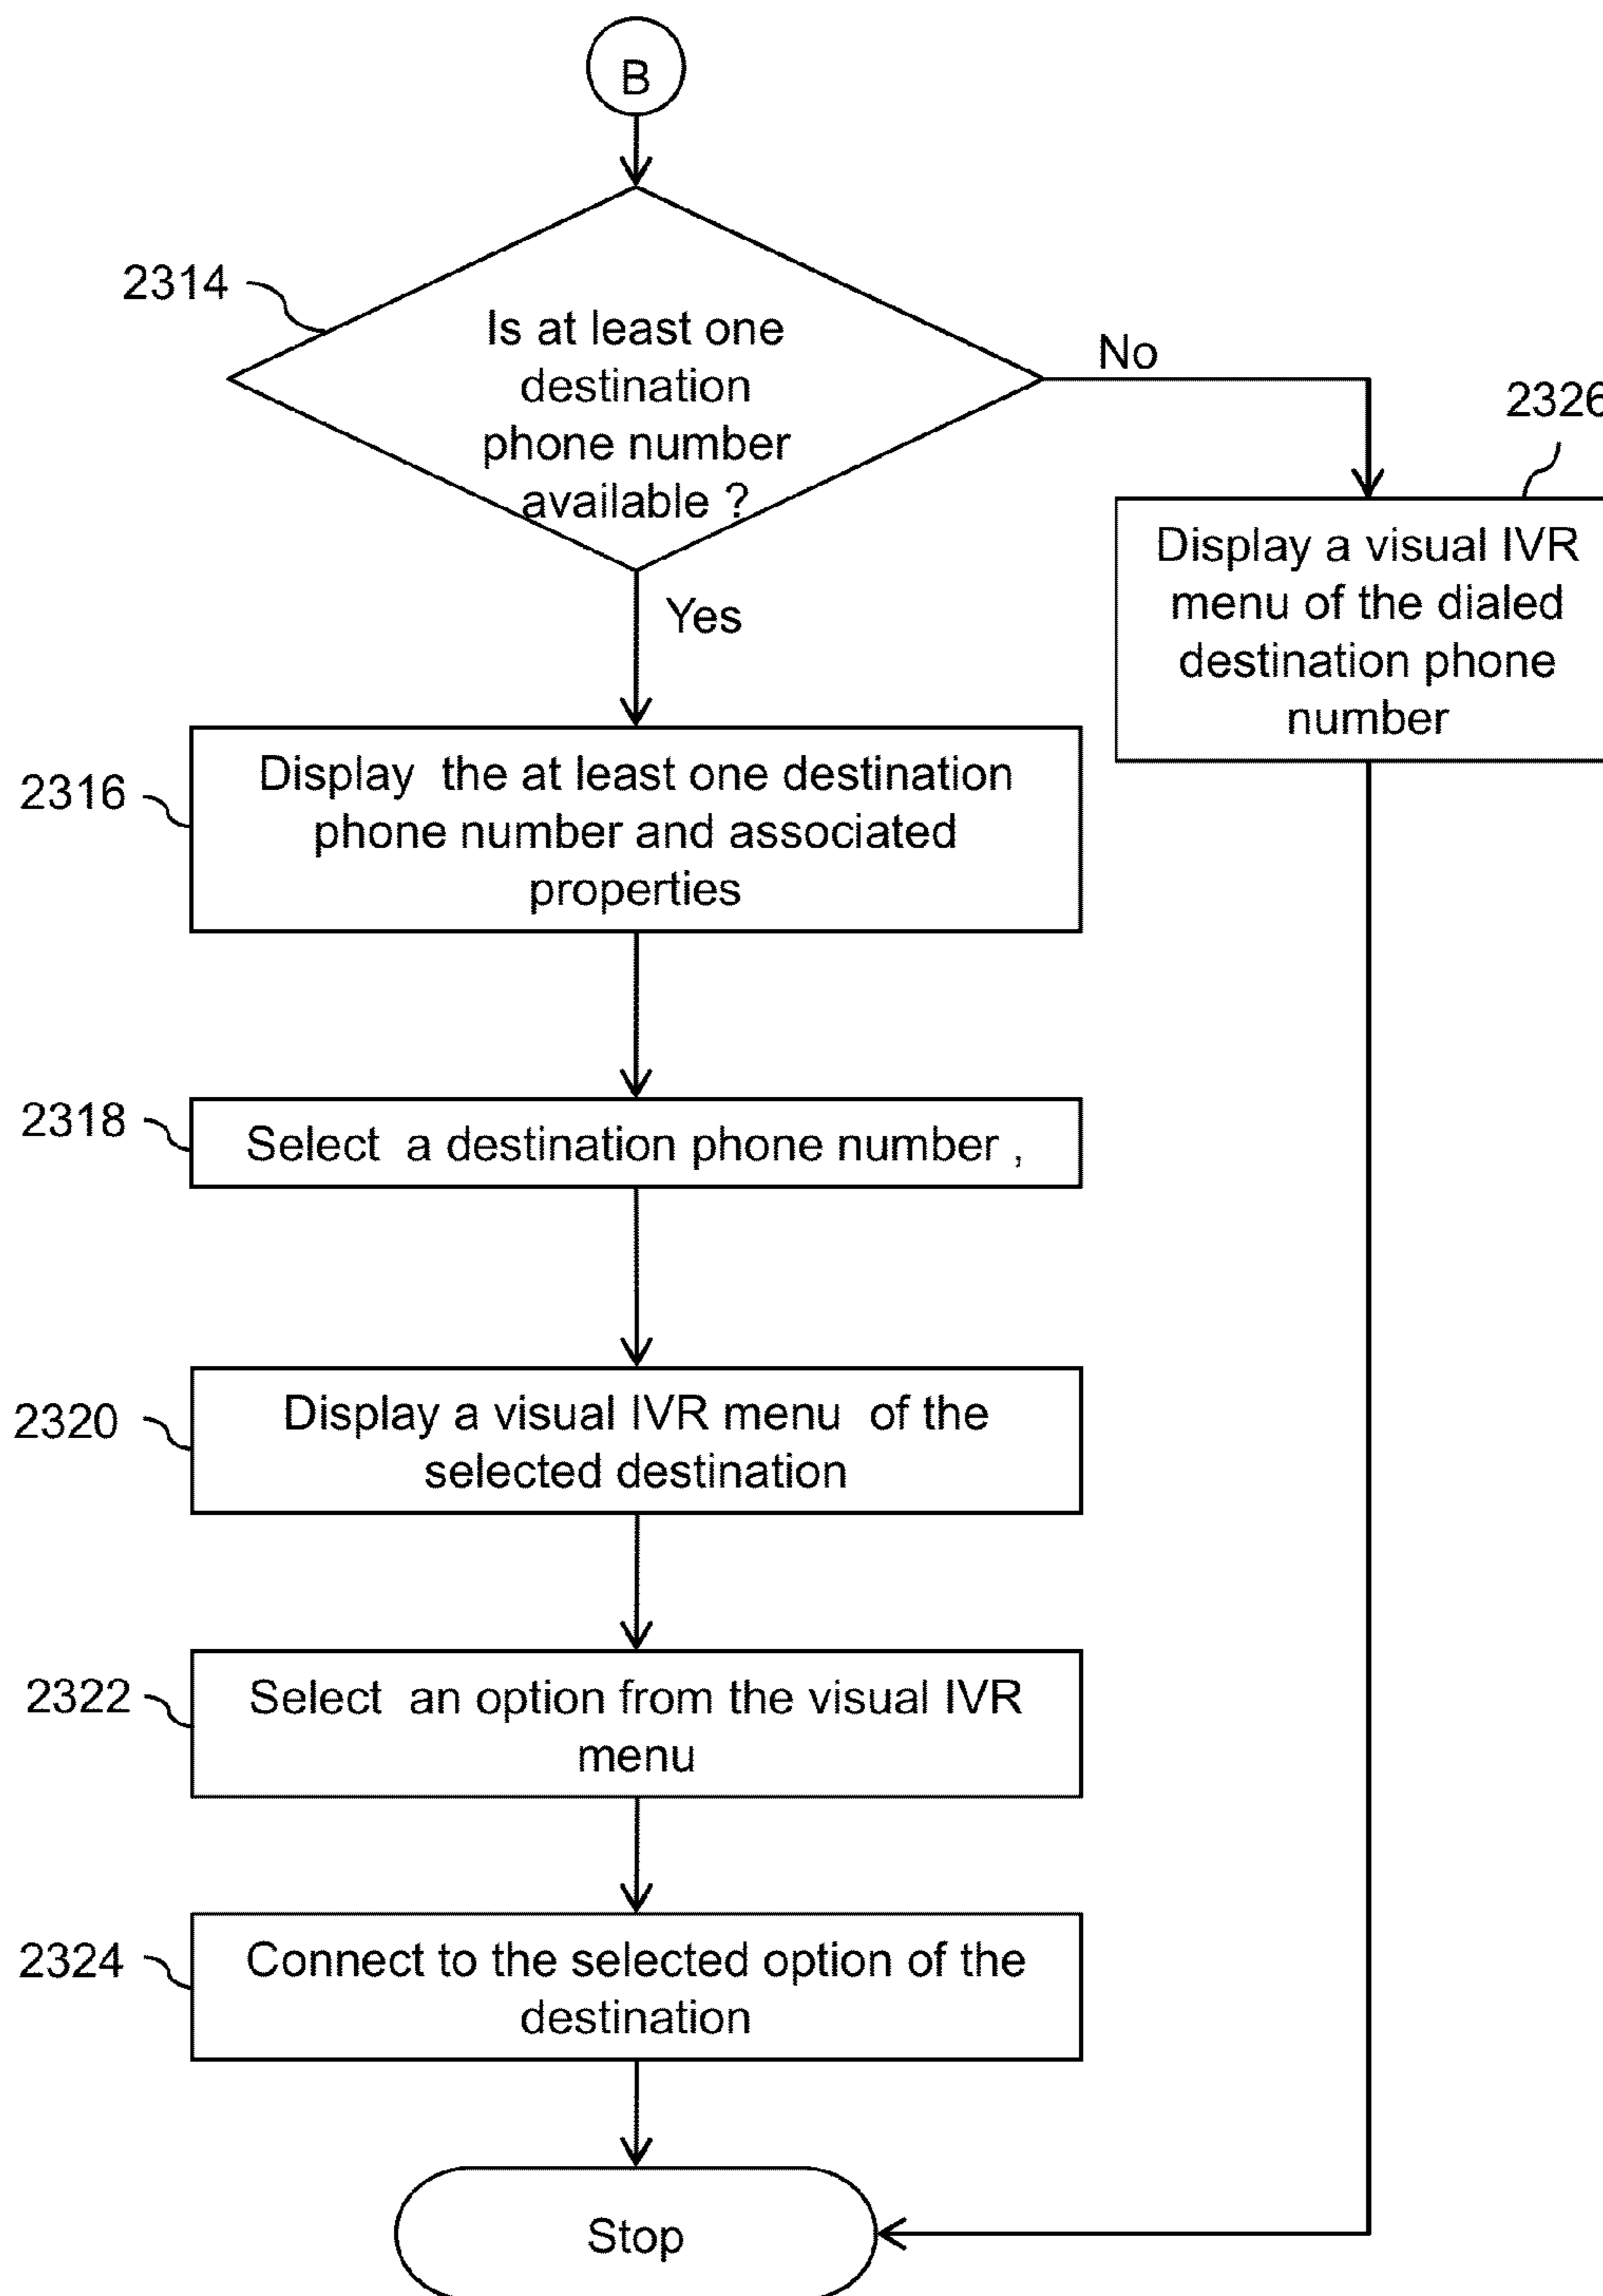 B
2314
Is at least one
destination
phone number
available ?
No
2326
Display a visual IVR
menu of the dialed
destination phone
number
Yes
2316
Display the at least one destination
phone number and associated
properties
2318
Select a destination phone number ,
2320
Display a visual IVR menu of the
selected destination
2322
Select an option from the visual IVR
menu
2324
Connect to the selected option of the
destination
Stop